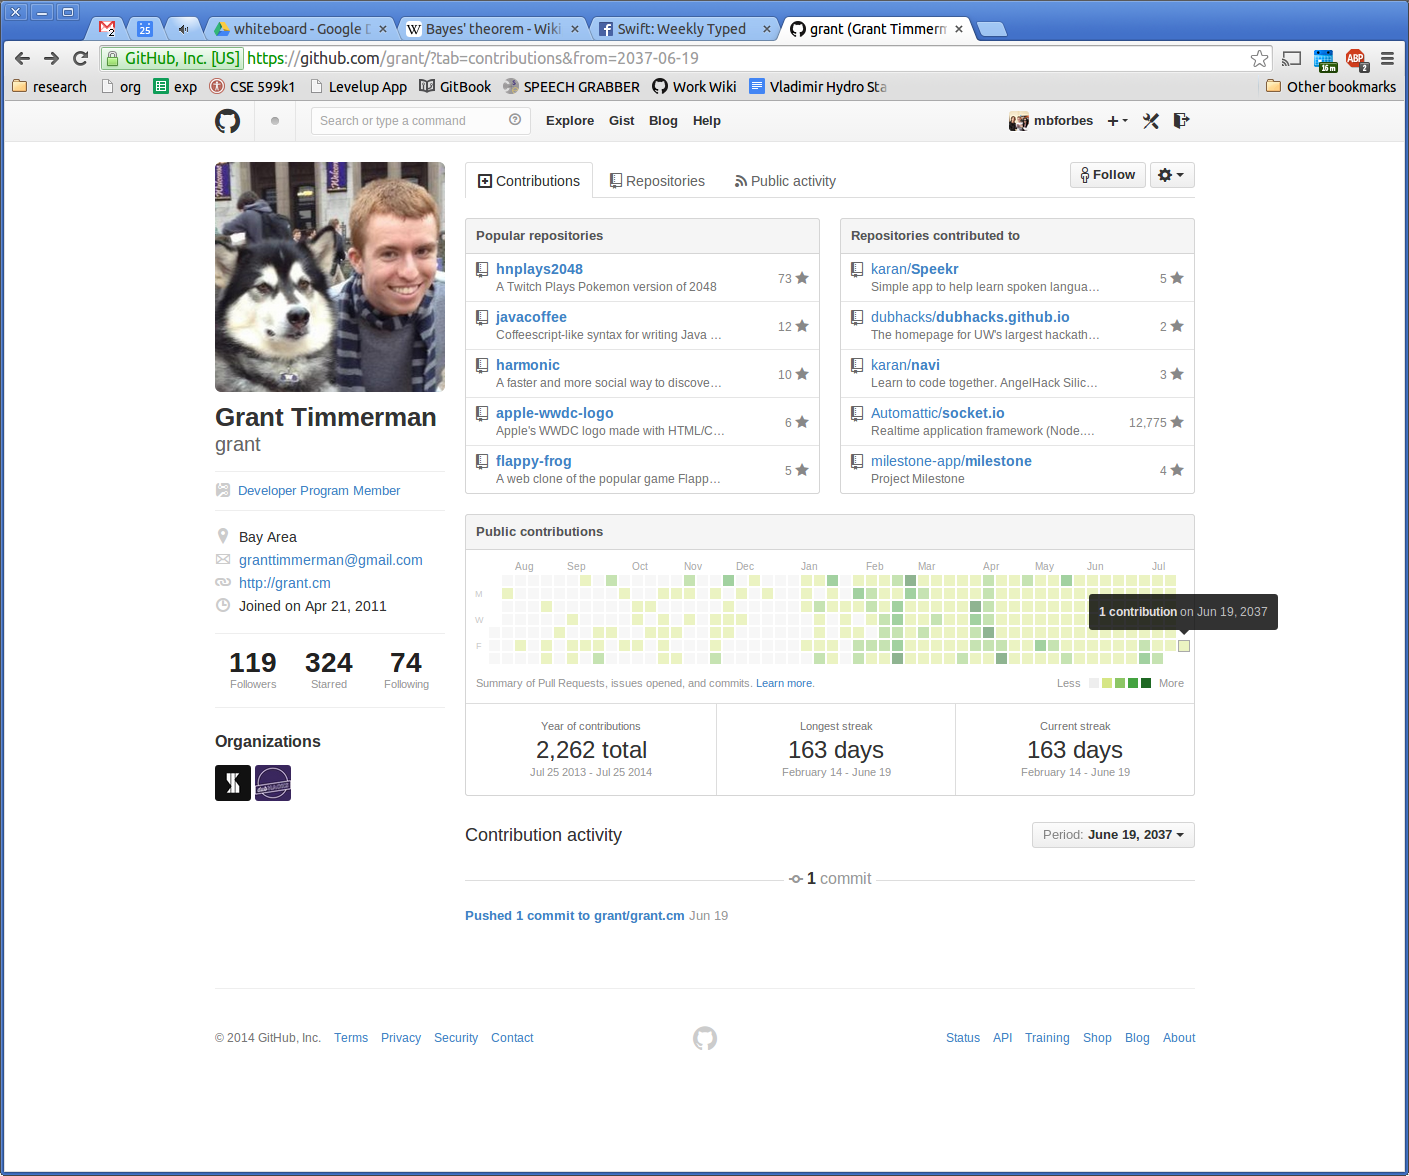 2
25
whiteboard - Google D
Bayes' theorem - Wiki
Swift: Weekly Typed
grant (Grant Timmerm
GitHub, Inc. [US] https://github.com/grant/?tab=contributions&from=2037-06-19
16 m
ABP
2
research
org
exp
CSE 599k1
Levelup App
GitBook
SPEECH GRABBER
Work Wiki
Vladimir Hydro Sta
Other bookmarks
Search or type a command
Explore
Gist
Blog
Help
mbforbes
Contributions
Repositories
Public activity
Follow
Grant Timmerman
grant
Developer Program Member
Bay Area
granttimmerman@gmail.com
http://grant.cm
Joined on Apr 21, 2011
119
Followers
324
Starred
74
Following
Organizations
Popular repositories
hnplays2048
A Twitch Plays Pokemon version of 2048
73
javacoffee
Coffeescript-like syntax for writing Java …
12
harmonic
A faster and more social way to discove…
10
apple-wwdc-logo
Apple's WWDC logo made with HTML/C…
6
flappy-frog
A web clone of the popular game Flapp…
5
Repositories contributed to
karan/Speekr
Simple app to help learn spoken langua…
5
dubhacks/dubhacks.github.io
The homepage for UW's largest hackath…
2
karan/navi
Learn to code together. AngelHack Silic…
3
Automattic/socket.io
Realtime application framework (Node.…
12,775
milestone-app/milestone
Project Milestone
4
Public contributions
Aug Sep Oct Nov Dec Jan Feb Mar Apr May Jun Jul
M
W
F
1 contribution on Jun 19, 2037
Summary of Pull Requests, issues opened, and commits. Learn more.
Less
More
Year of contributions
2,262 total
Jul 25 2013 - Jul 25 2014
Longest streak
163 days
February 14 - June 19
Current streak
163 days
February 14 - June 19
Contribution activity
Period: June 19, 2037
1 commit
Pushed 1 commit to grant/grant.cm Jun 19
© 2014 GitHub, Inc. Terms Privacy Security Contact
Status API Training Shop Blog About